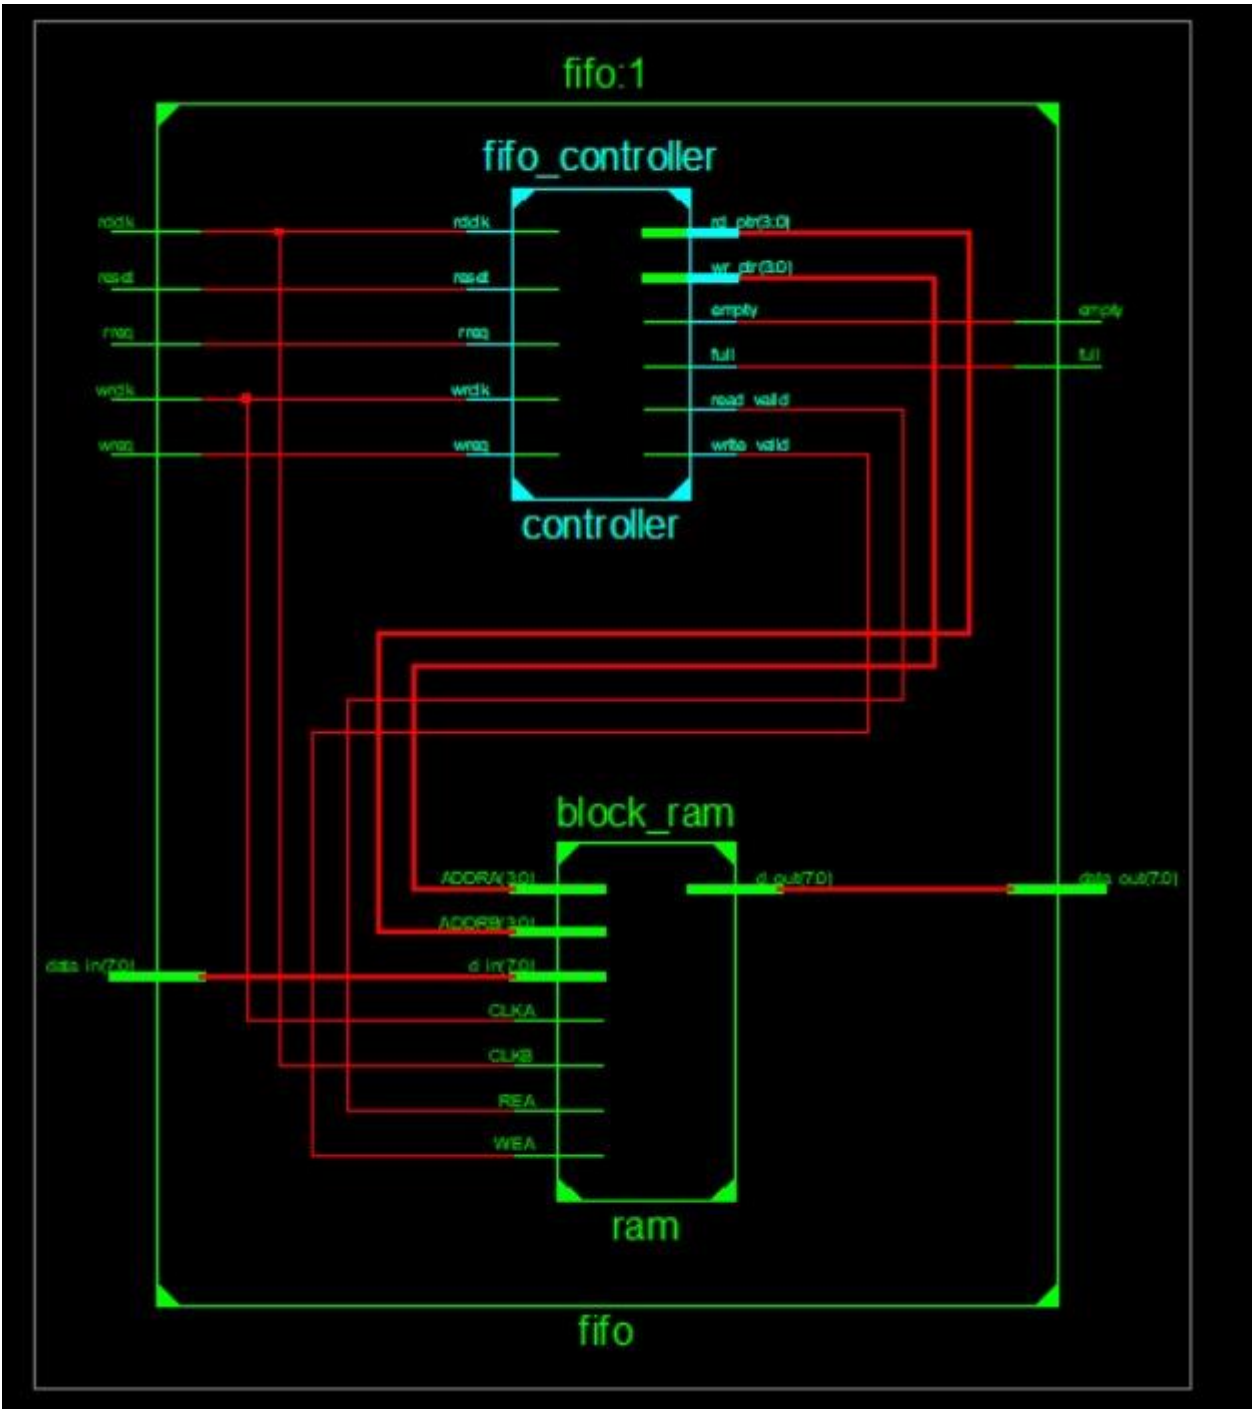 fifo:1
fifo_controller
rdclk
rdclk
rd_ptr(3:0)
reset
reset
wr_ptr(3:0)
rreq
rreq
empty
empty
full
full
wrclk
wrclk
read_valid
wreq
wreq
write_valid
controller
block_ram
ADDRA(3:0)
d_out(7:0)
data_out(7:0)
ADDRB(3:0)
data_in(7:0)
d_in(7:0)
CLKA
CLKB
REA
WEA
ram
fifo